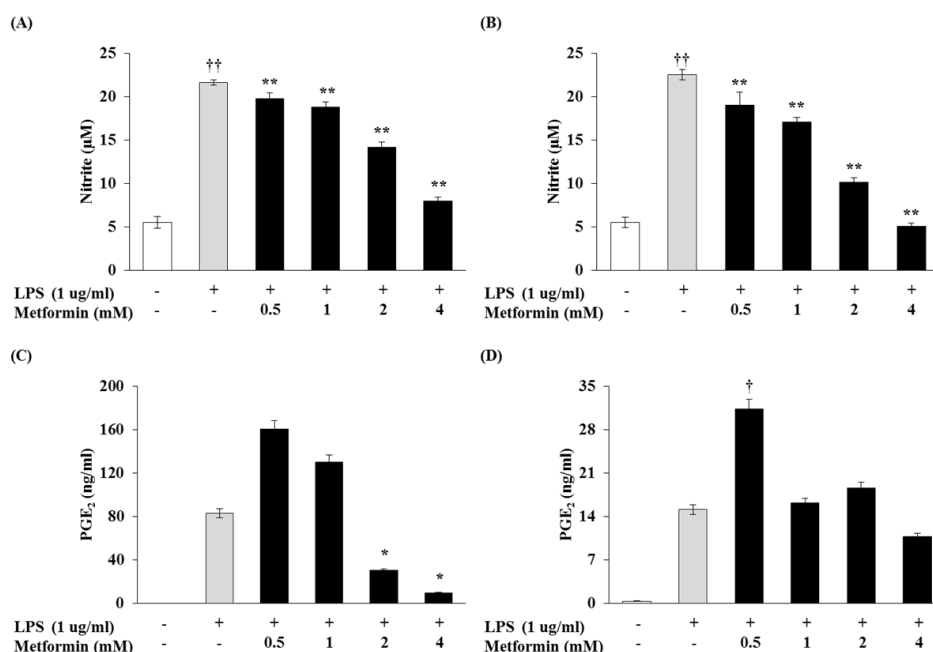 (A)
(B)
Nitrite (µM)
25
20
15
10
5
0
††
**
**
**
**
LPS (1 ug/ml) - + + + + +
Metformin (mM) - - 0.5 1 2 4
Nitrite (µM)
25
20
15
10
5
0
††
**
**
**
**
LPS (1 ug/ml) - + + + + +
Metformin (mM) - - 0.5 1 2 4
(C)
(D)
PGE₂ (ng/ml)
200
160
120
80
40
0
*
*
LPS (1 ug/ml) - + + + + +
Metformin (mM) - - 0.5 1 2 4
PGE₂ (ng/ml)
35
28
21
14
7
0
†
LPS (1 ug/ml) - + + + + +
Metformin (mM) - - 0.5 1 2 4